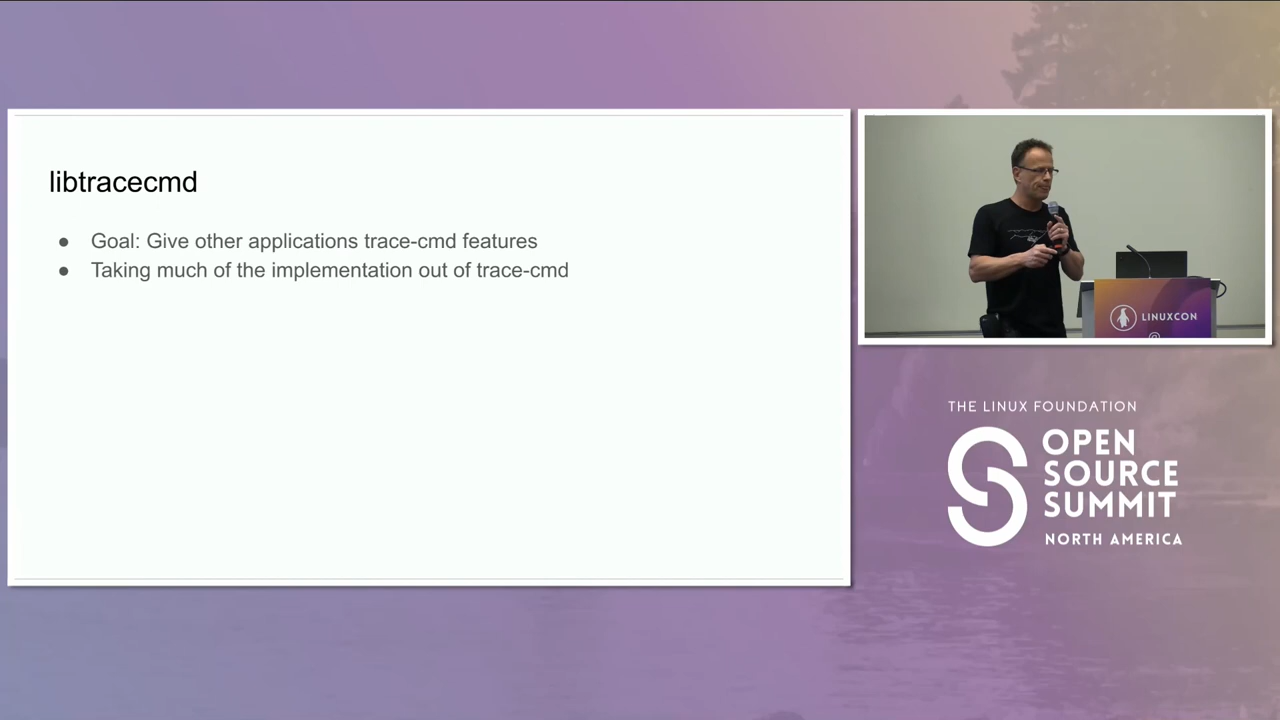 libtracecmd
● Goal: Give other applications trace-cmd features
● Taking much of the implementation out of trace-cmd
LINUXCON
THE LINUX FOUNDATION
OPEN
SOURCE
SUMMIT
NORTH AMERICA